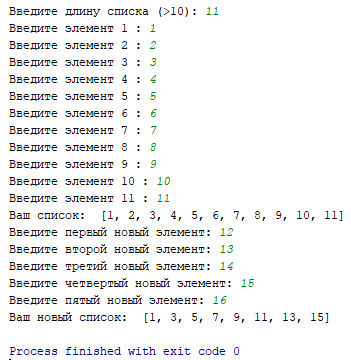 Введите длину списка (>10): 11
Введите элемент 1 : 1
Введите элемент 2 : 2
Введите элемент 3 : 3
Введите элемент 4 : 4
Введите элемент 5 : 5
Введите элемент 6 : 6
Введите элемент 7 : 7
Введите элемент 8 : 8
Введите элемент 9 : 9
Введите элемент 10 : 10
Введите элемент 11 : 11
Ваш список:  [1, 2, 3, 4, 5, 6, 7, 8, 9, 10, 11]
Введите первый новый элемент: 12
Введите второй новый элемент: 13
Введите третий новый элемент: 14
Введите четвертый новый элемент: 15
Введите пятый новый элемент: 16
Ваш новый список:  [1, 3, 5, 7, 9, 11, 13, 15]
Process finished with exit code 0